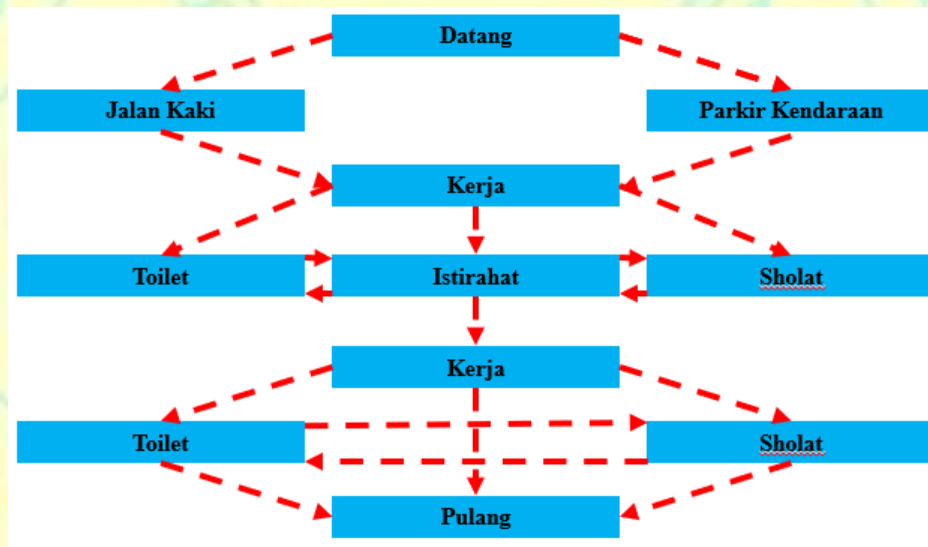 Datang
Jalan Kaki
Parkir Kendaraan
Kerja
Toilet
Istirahat
Sholat
Kerja
Toilet
Sholat
Pulang